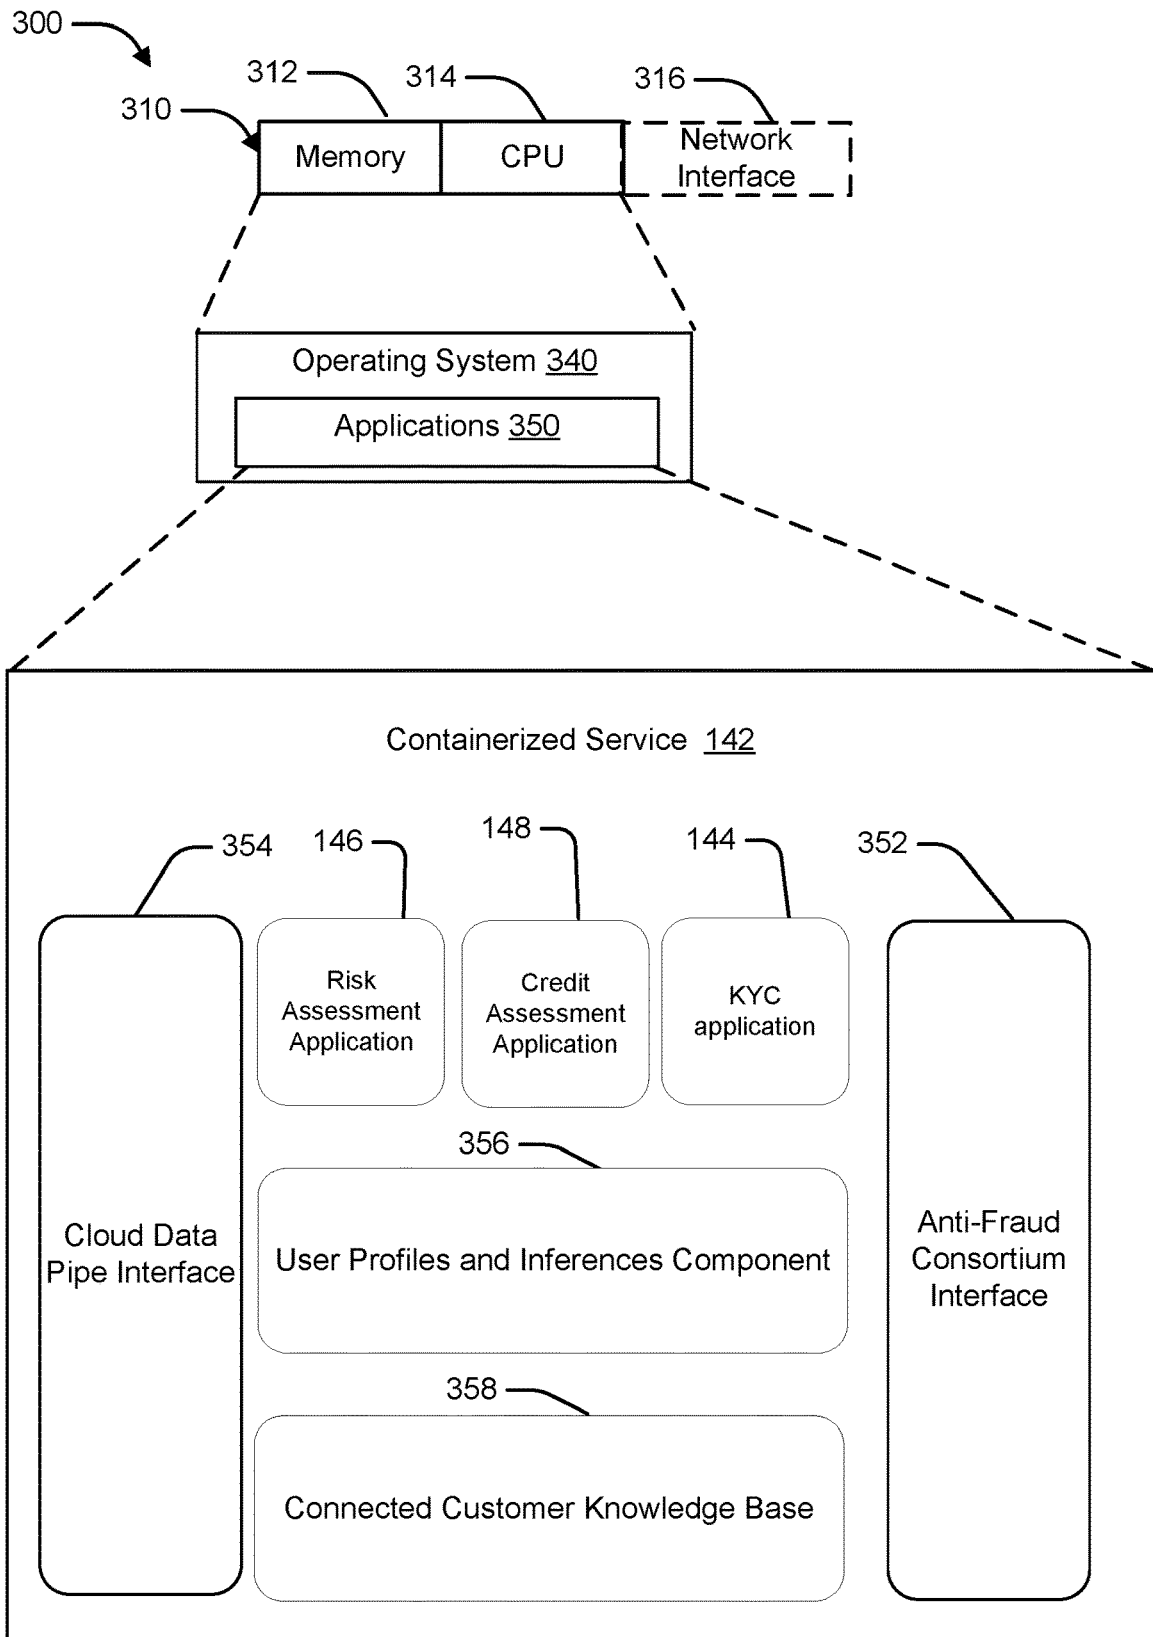 300
312
314
316
310
Memory
CPU
Network
Interface
Operating System 340
Applications 350
Containerized Service 142
354
146
148
144
352
Risk
Assessment
Application
Credit
Assessment
Application
KYC
application
356
Cloud Data
Pipe Interface
User Profiles and Inferences Component
Anti-Fraud
Consortium
Interface
358
Connected Customer Knowledge Base